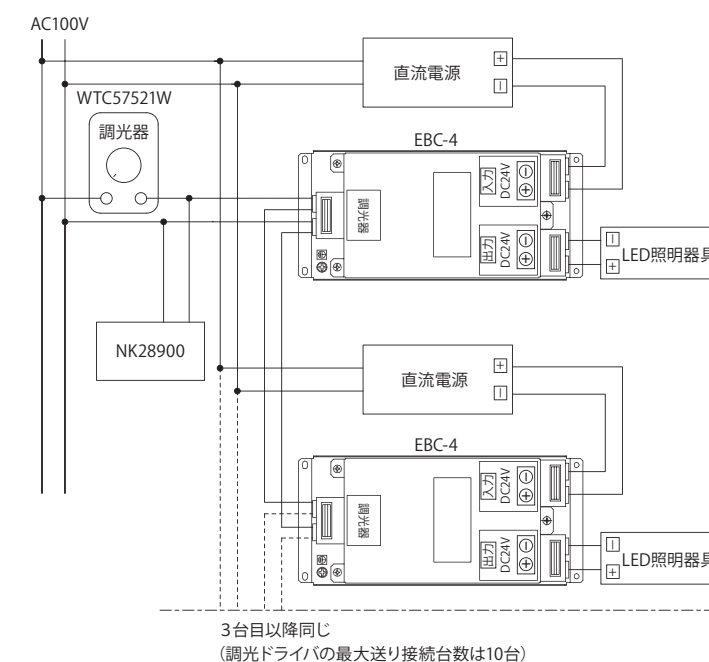 AC100V
WTC57521W
調光器
直流電源
+
−
EBC-4
調光器
入力
DC24V
−
+
出力
DC24V
−
+
−
+
LED照明器具
NK28900
直流電源
+
−
EBC-4
調光器
入力
DC24V
−
+
出力
DC24V
−
+
−
+
LED照明器具
3台目以降同じ
(調光ドライバの最大送り接続台数は10台)